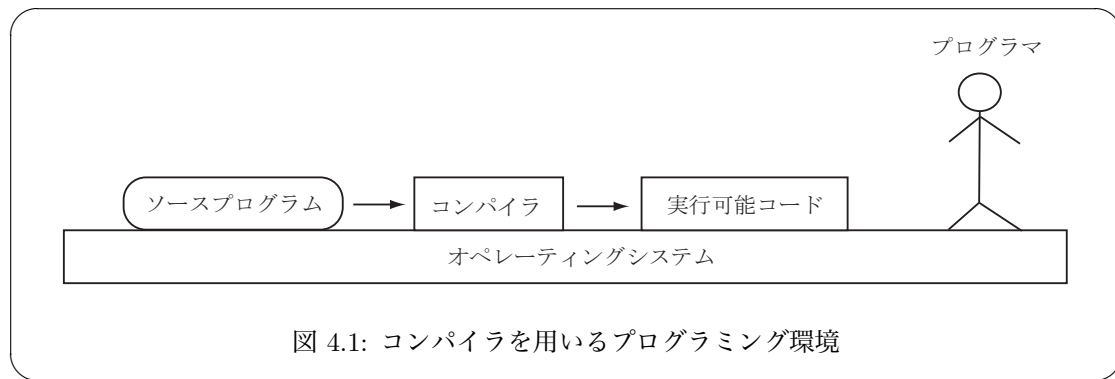 プログラマ
ソースプログラム
コンパイラ
実行可能コード
オペレーティングシステム
図 4.1: コンパイラを用いるプログラミング環境